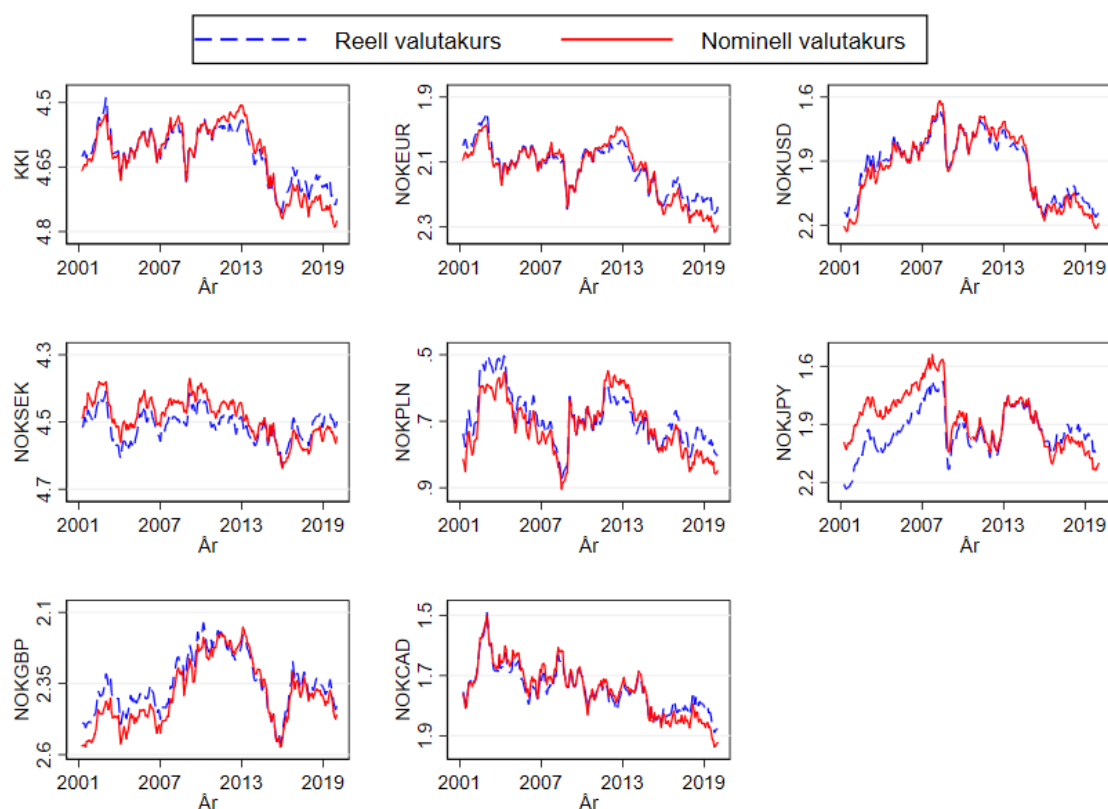 Reell valutakurs Nominell valutakurs
KKI
4.5
4.65
4.8
2001 2007 2013 2019
År
NOKEUR
1.9
2.1
2.3
2001 2007 2013 2019
År
NOKUSD
1.6
1.9
2.2
2001 2007 2013 2019
År
NOKSEK
4.3
4.5
4.7
2001 2007 2013 2019
År
NOKPLN
.5
.7
.9
2001 2007 2013 2019
År
NOKJPY
1.6
1.9
2.2
2001 2007 2013 2019
År
NOKGBP
2.1
2.35
2.6
2001 2007 2013 2019
År
NOKCAD
1.5
1.7
1.9
2001 2007 2013 2019
År